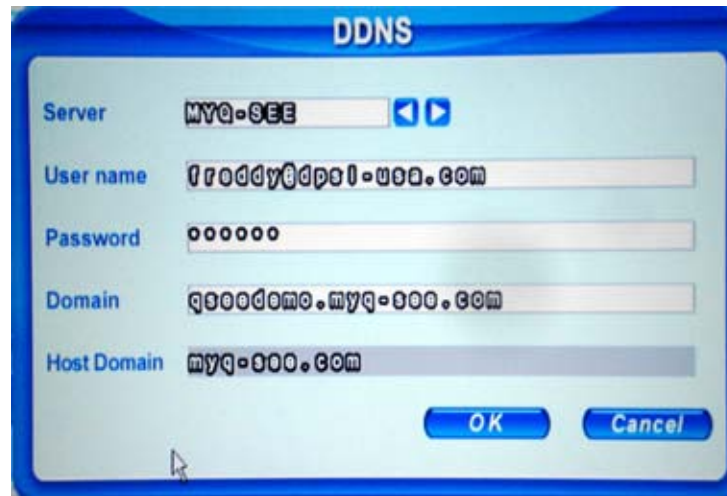 DDNS
Server MYQ-SEE
User name freddy@dpsi-usa.com
Password oooooo
Domain qseedemo.myq-see.com
Host Domain myq-see.com
OK Cancel